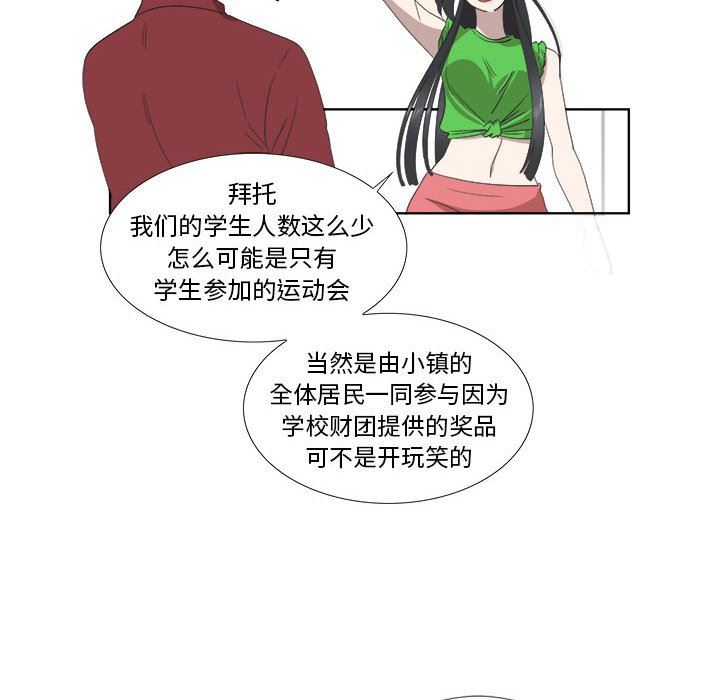 拜托
我们的学生人数这么少
怎么可能是只有
学生参加的运动会
当然是由小镇的
全体居民一同参与因为
学校财团提供的奖品
可不是开玩笑的